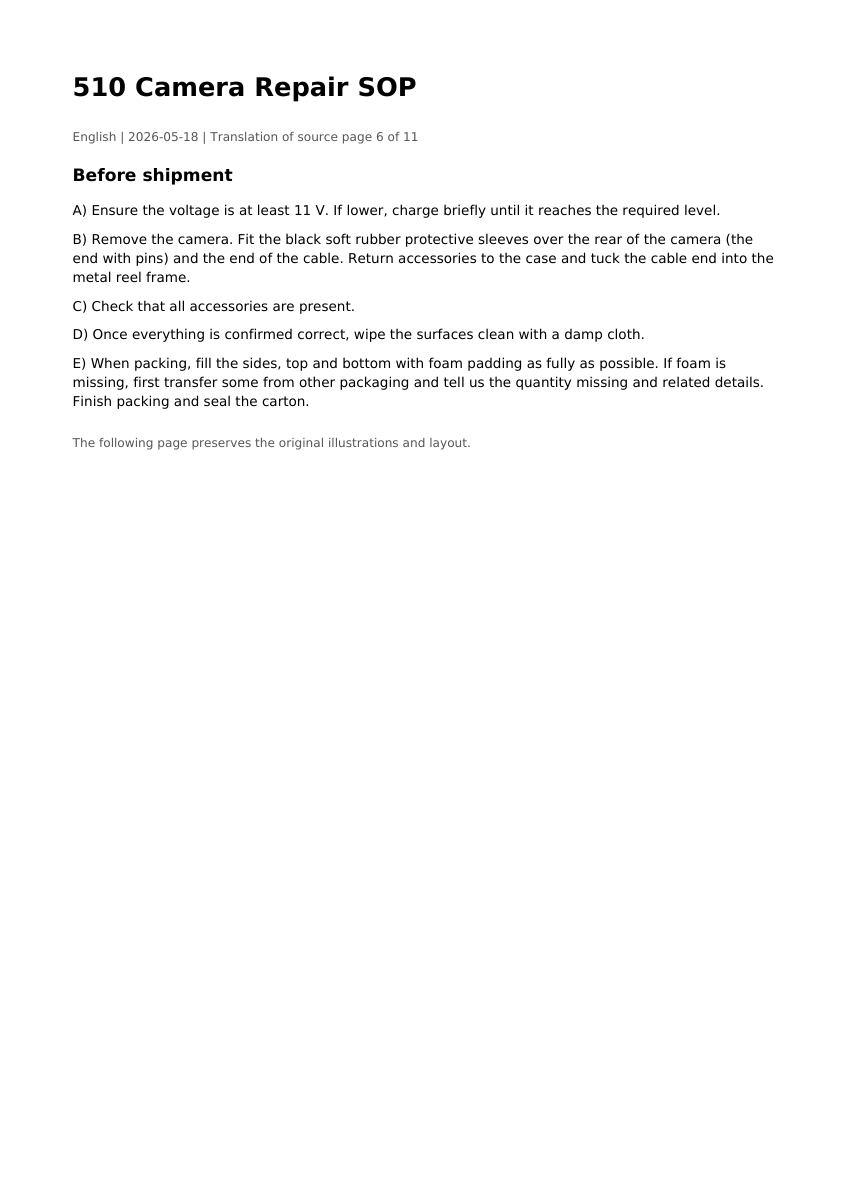 510 Camera Repair SOP
English | 2026-05-18 | Translation of source page 6 of 11
Before shipment
A) Ensure the voltage is at least 11 V. If lower, charge briefly until it reaches the required level.
B) Remove the camera. Fit the black soft rubber protective sleeves over the rear of the camera (the
end with pins) and the end of the cable. Return accessories to the case and tuck the cable end into the
metal reel frame.
C) Check that all accessories are present.
D) Once everything is confirmed correct, wipe the surfaces clean with a damp cloth.
E) When packing, fill the sides, top and bottom with foam padding as fully as possible. If foam is
missing, first transfer some from other packaging and tell us the quantity missing and related details.
Finish packing and seal the carton.
The following page preserves the original illustrations and layout.